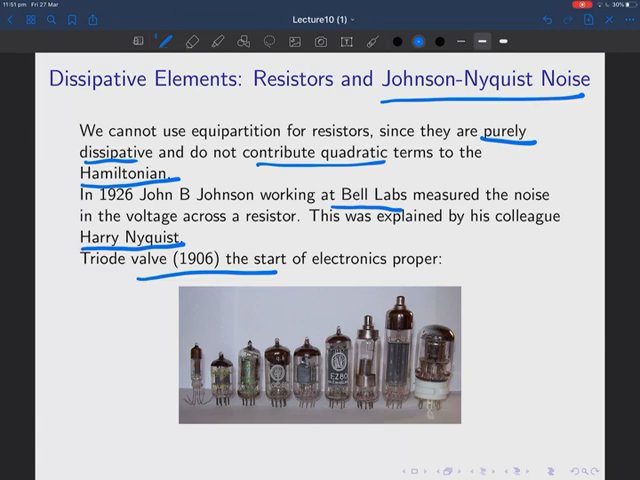 11:51 pm Fri 27 Mar
30%
Lecture10 (1)
Dissipative Elements: Resistors and Johnson-Nyquist Noise
We cannot use equipartition for resistors, since they are purely
dissipative and do not contribute quadratic terms to the
Hamiltonian.
In 1926 John B Johnson working at Bell Labs measured the noise
in the voltage across a resistor. This was explained by his colleague
Harry Nyquist.
Triode valve (1906) the start of electronics proper:
EZ80